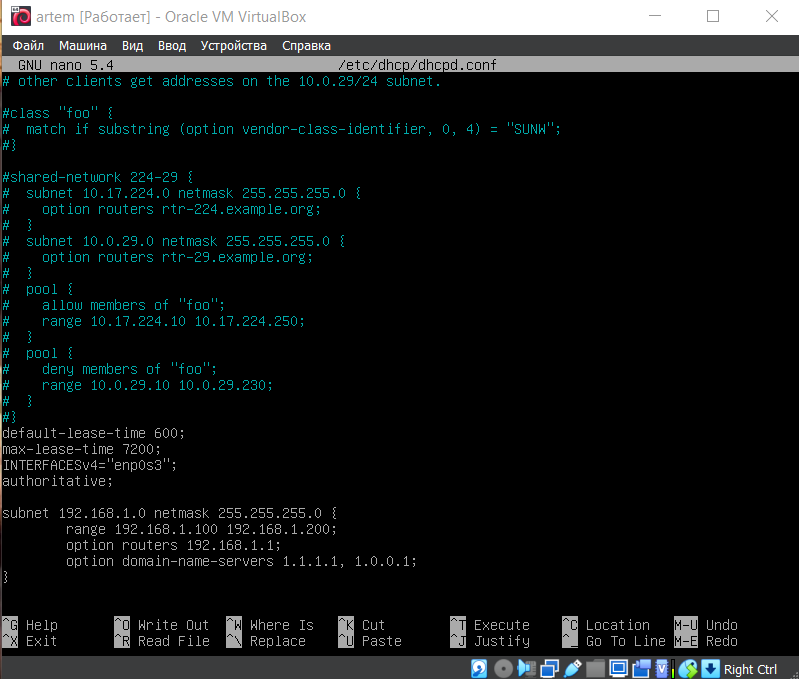 artem [Работает] - Oracle VM VirtualBox
Файл Машина Вид Ввод Устройства Справка
GNU nano 5.4 /etc/dhcp/dhcpd.conf
# other clients get addresses on the 10.0.29/24 subnet.
#class "foo" {
#  match if substring (option vendor-class-identifier, 0, 4) = "SUNW";
#}
#shared-network 224-29 {
#  subnet 10.17.224.0 netmask 255.255.255.0 {
#    option routers rtr-224.example.org;
#  }
#  subnet 10.0.29.0 netmask 255.255.255.0 {
#    option routers rtr-29.example.org;
#  }
#  pool {
#    allow members of "foo";
#    range 10.17.224.10 10.17.224.250;
#  }
#  pool {
#    deny members of "foo";
#    range 10.0.29.10 10.0.29.230;
#  }
#}
default-lease-time 600;
max-lease-time 7200;
INTERFACESv4="enp0s3";
authoritative;
subnet 192.168.1.0 netmask 255.255.255.0 {
        range 192.168.1.100 192.168.1.200;
        option routers 192.168.1.1;
        option domain-name-servers 1.1.1.1, 1.0.0.1;
}
^G Help ^O Write Out ^W Where Is ^K Cut ^T Execute ^C Location M-U Undo
^X Exit ^R Read File ^\ Replace ^U Paste ^J Justify ^_ Go To Line M-E Redo
Right Ctrl